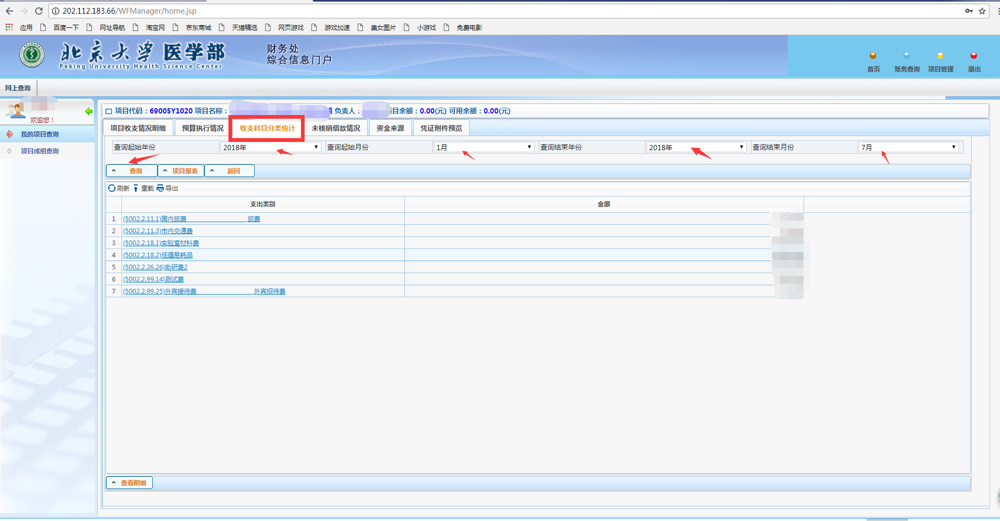 202.112.183.66/WFManager/home.jsp
应用 百度一下 网址导航 淘宝网 京东商城 天猫精选 网页游戏 游戏加速 美女图片 小游戏 免费电影
北京大学医学部
Peking University Health Science Center
财务处
综合信息门户
首页 账务查询 项目管理 退出
网上查询
欢迎您！
我的项目查询
0 项目成组查询
项目代码：69005Y1020 项目名称： 负责人： 目余额：0.00(元) 可用余额：0.00(元)
项目收支情况明细 预算执行情况 收支科目分类统计 未核销借款情况 资金来源 凭证附件预览
查询起始年份 2018年 查询起始月份 1月 查询结束年份 2018年 查询结束月份 7月
查询 项目报表 返回
刷新 重载 导出
支出类别 金额
1 (5002.2.11.1)国内旅费 ,旅费
2 (5002.2.11.3)市内交通费
3 (5002.2.18.1)实验室材料费
4 (5002.2.18.2)低值易耗品
5 (5002.2.26.26)助研费2
6 (5002.2.99.14)测试费
7 (5002.2.99.25)外宾接待费 ,外宾招待费
查看明细